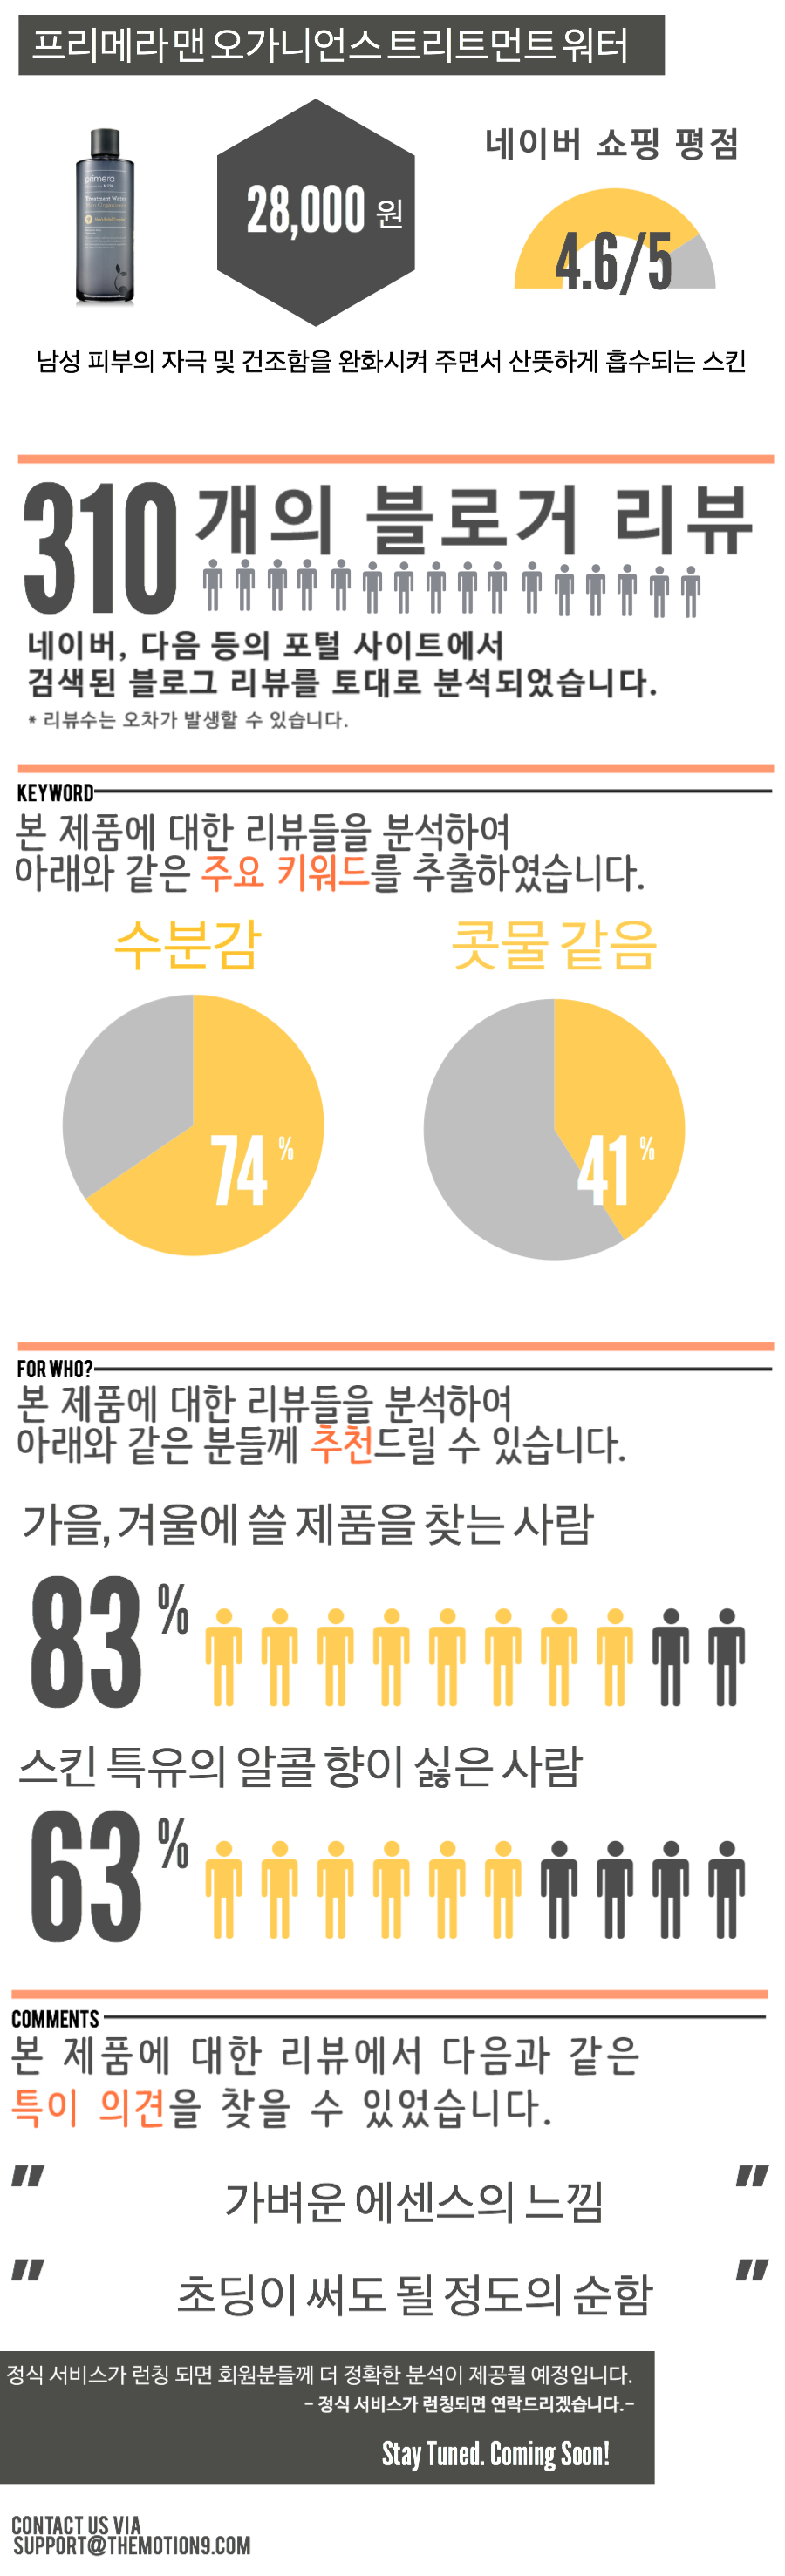 프리메라 맨 오가니언스 트리트먼트 워터
네이버 쇼핑 평점
primera
Treatment Water
28,000 원
4.6/5
남성 피부의 자극 및 건조함을 완화시켜 주면서 산뜻하게 흡수되는 스킨
310 개의 블로거 리뷰
네이버, 다음 등의 포털 사이트에서
검색된 블로그 리뷰를 토대로 분석되었습니다.
* 리뷰수는 오차가 발생할 수 있습니다.
KEYWORD
본 제품에 대한 리뷰들을 분석하여
아래와 같은 주요 키워드를 추출하였습니다.
수분감
콧물 같음
74 %
41 %
FOR WHO?
본 제품에 대한 리뷰들을 분석하여
아래와 같은 분들께 추천드릴 수 있습니다.
가을, 겨울에 쓸 제품을 찾는 사람
83 %
스킨 특유의 알콜 향이 싫은 사람
63 %
COMMENTS
본 제품에 대한 리뷰에서 다음과 같은
특이 의견을 찾을 수 있었습니다.
" 가벼운 에센스의 느낌 "
" 초딩이 써도 될 정도의 순함 "
정식 서비스가 런칭 되면 회원분들께 더 정확한 분석이 제공될 예정입니다.
- 정식 서비스가 런칭되면 연락드리겠습니다.-
Stay Tuned. Coming Soon!
CONTACT US VIA
SUPPORT@THEMOTION9.COM